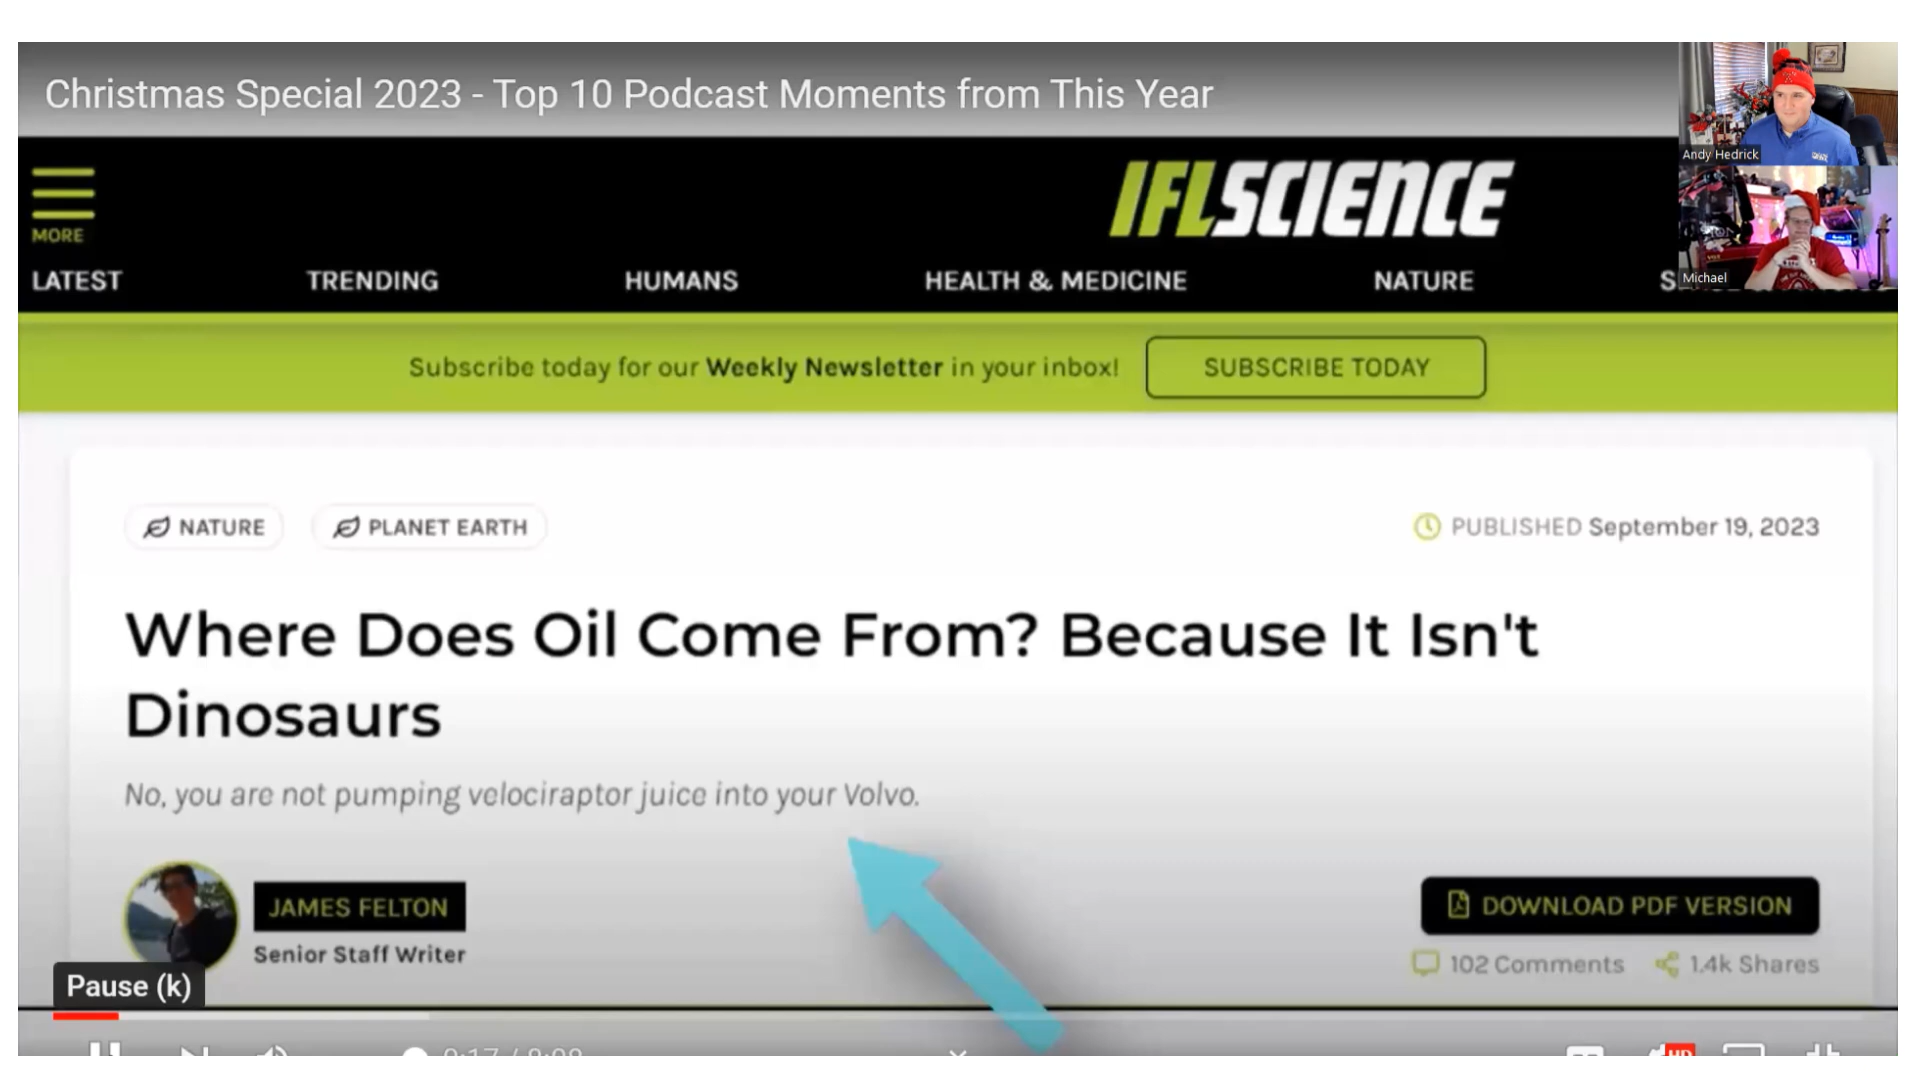 Christmas Special 2023 - Top 10 Podcast Moments from This Year
Andy Hedrick
Michael
MORE
IFLSCIENCE
LATEST TRENDING HUMANS HEALTH & MEDICINE NATURE
Subscribe today for our Weekly Newsletter in your inbox! SUBSCRIBE TODAY
NATURE PLANET EARTH PUBLISHED September 19, 2023
Where Does Oil Come From? Because It Isn't
Dinosaurs
No, you are not pumping velociraptor juice into your Volvo.
JAMES FELTON
Senior Staff Writer
DOWNLOAD PDF VERSION
102 Comments 1.4k Shares
Pause (k)
HD